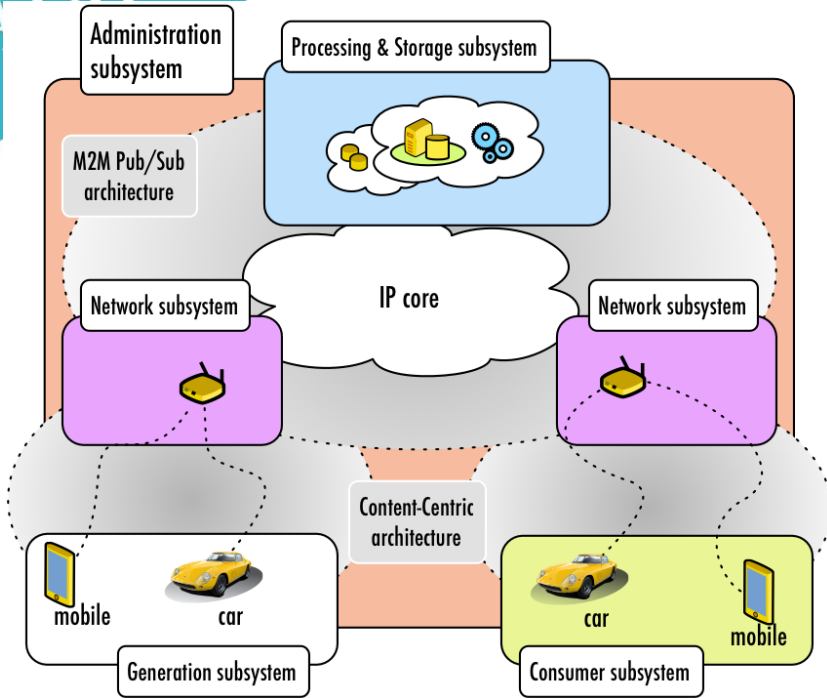 Administration
subsystem
Processing & Storage subsystem
M2M Pub/Sub
architecture
IP core
Network subsystem
Network subsystem
Content-Centric
architecture
mobile
car
car
mobile
Generation subsystem
Consumer subsystem